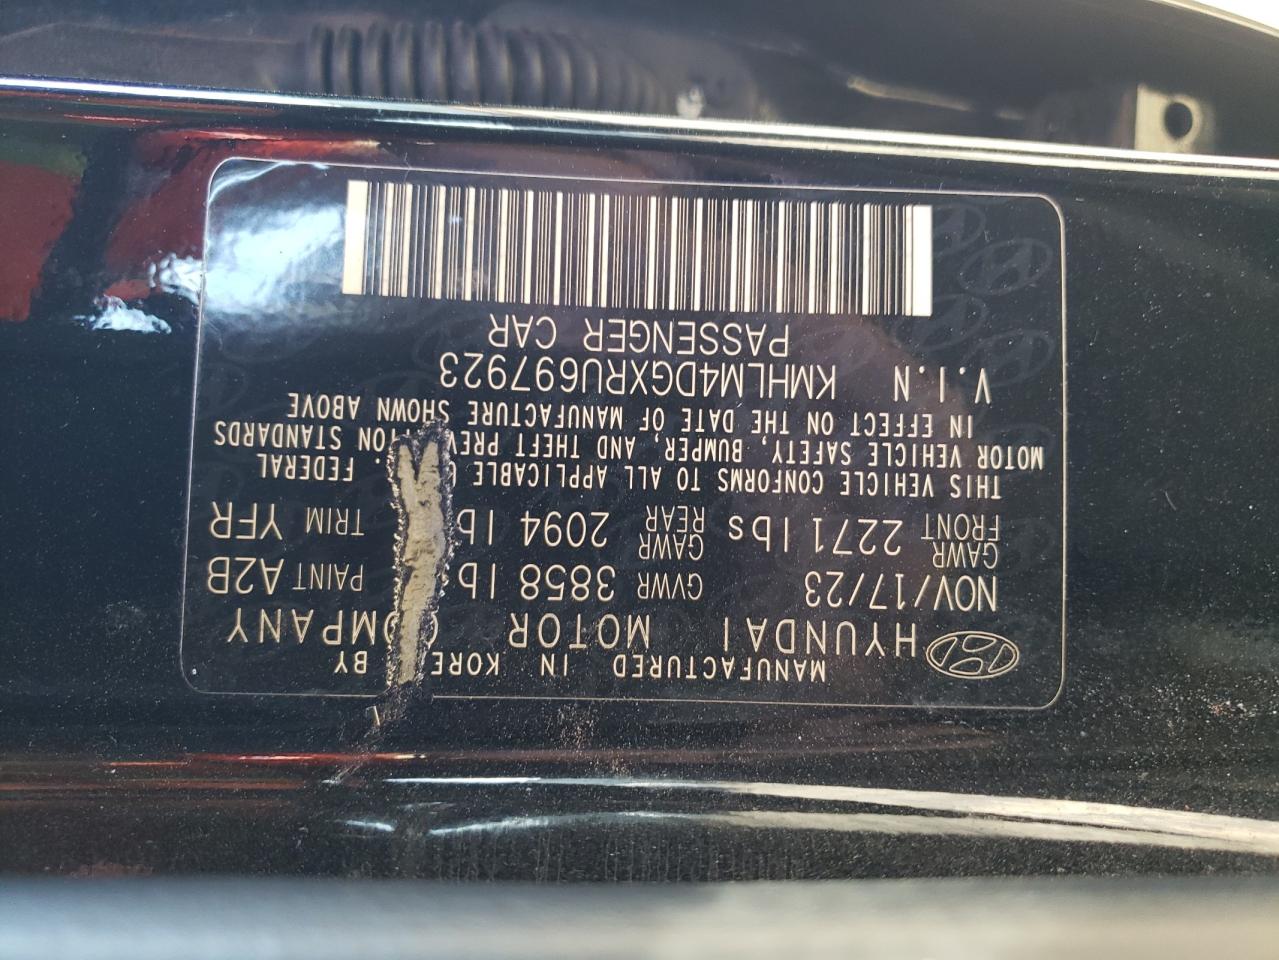 MANUFACTURED IN KORE BY
HYUNDAI MOTOR COMPANY
NOV/17/23 GVWR 3858 lb PAINT A2B
GAWR FRONT 2271 lbs GAWR REAR 2094 lb TRIM YFR
THIS VEHICLE CONFORMS TO ALL APPLICABLE FEDERAL
MOTOR VEHICLE SAFETY, BUMPER, AND THEFT PREV TION STANDARDS
IN EFFECT ON THE DATE OF MANUFACTURE SHOWN ABOVE
V.I.N KMHLM4DGXRU697923
PASSENGER CAR